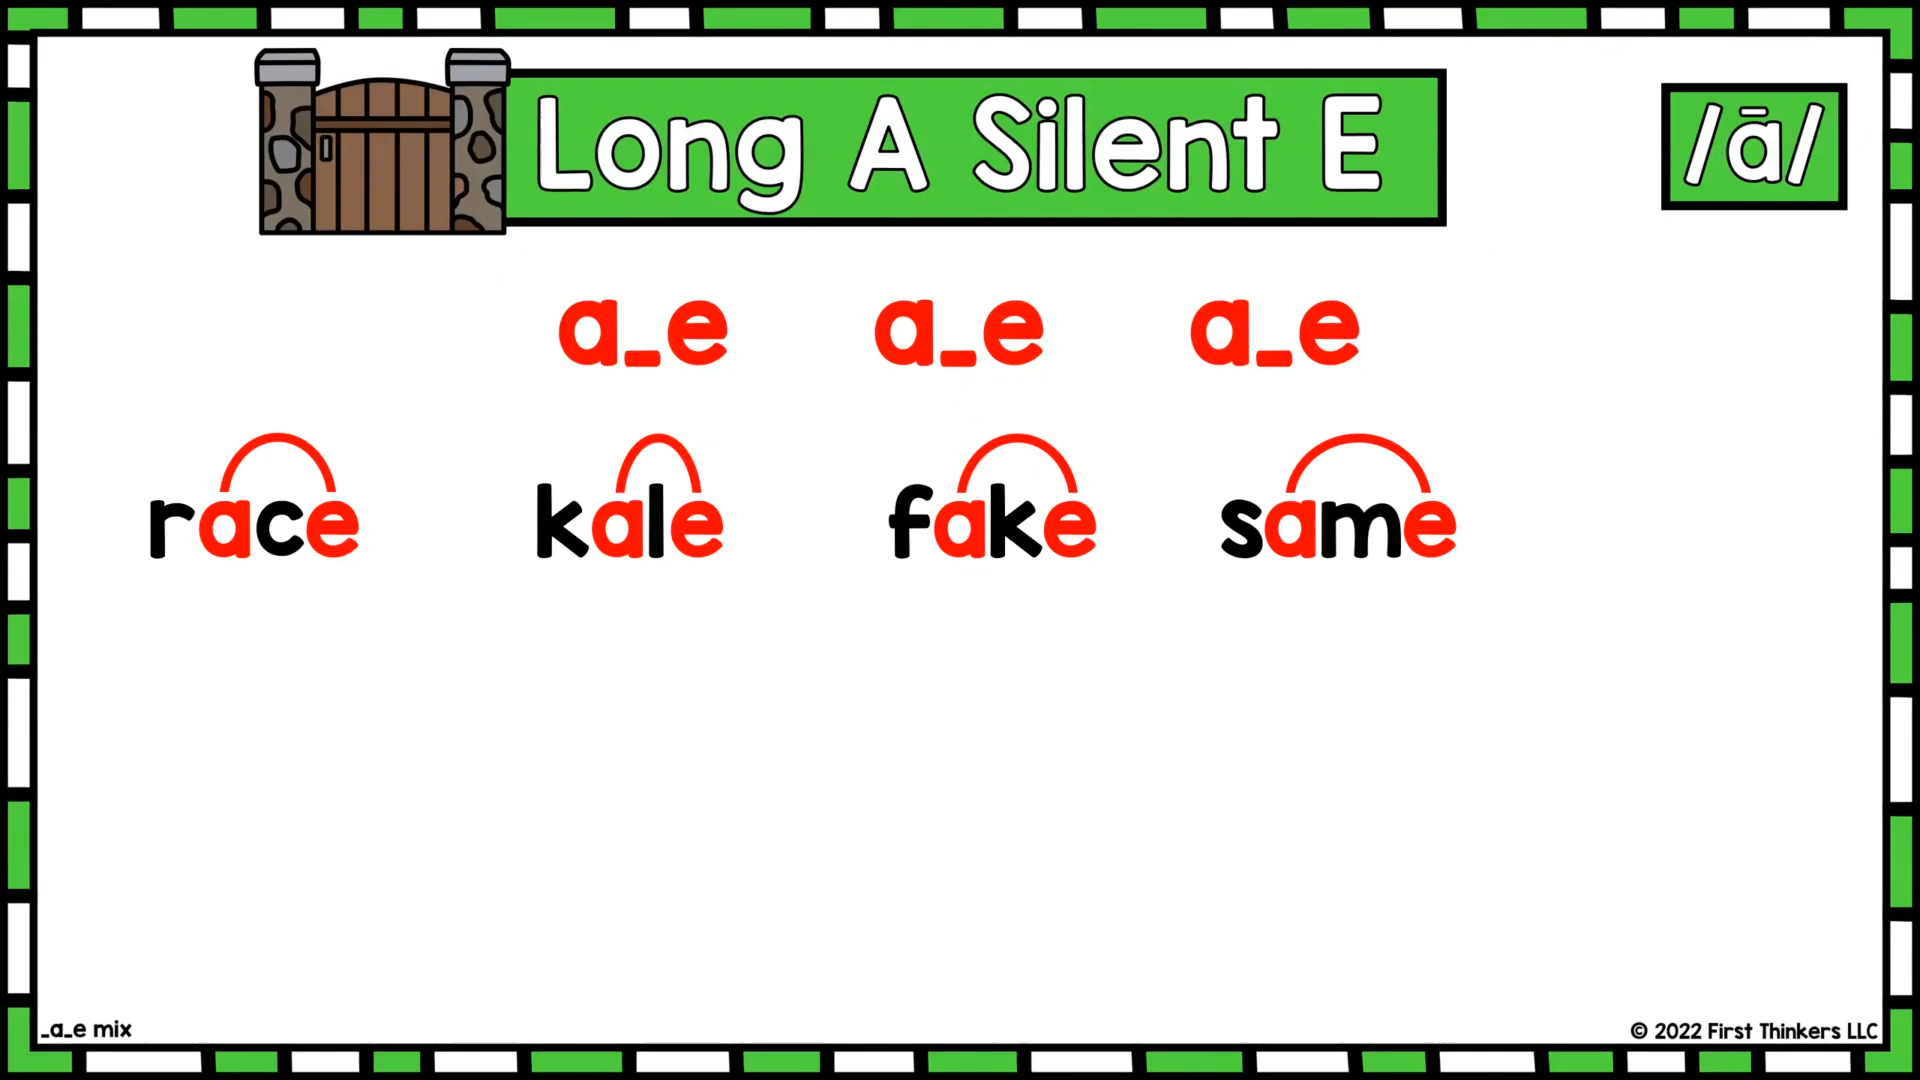 Long A Silent E
/ā/
a_e a_e a_e
race kale fake same
_a_e mix
© 2022 First Thinkers LLC